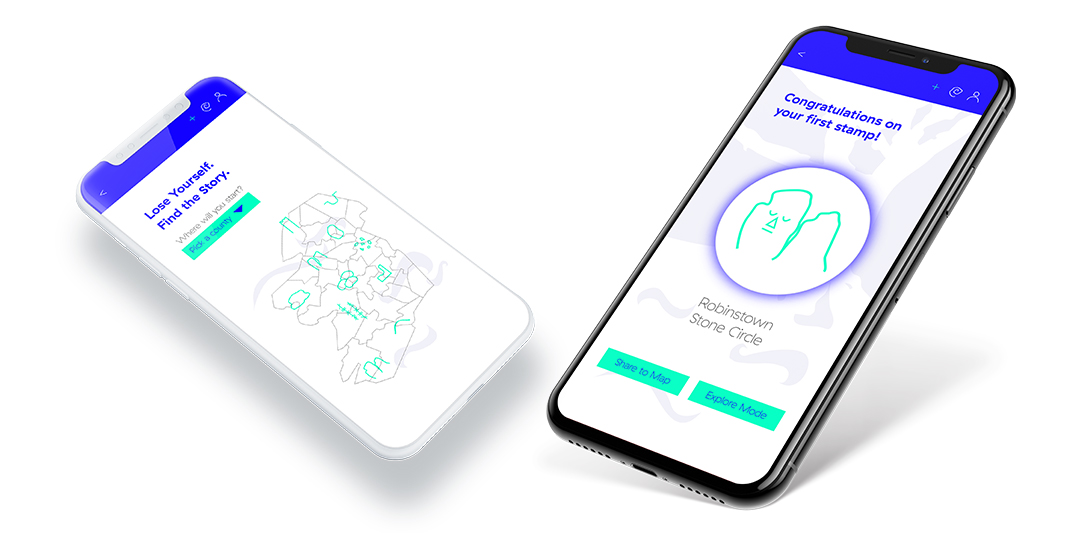 Lose Yourself.
Find the Story.
Where will you start?
Pick a county
Congratulations on
your first stamp!
Robinstown
Stone Circle
Share to Map
Explore Mode